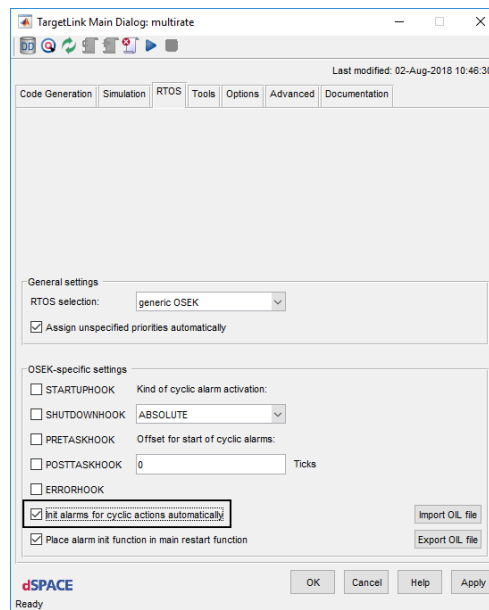 TargetLink Main Dialog: multirate
Last modified: 02-Aug-2018 10:46:30
Code Generation Simulation RTOS Tools Options Advanced Documentation
General settings
RTOS selection: generic OSEK
Assign unspecified priorities automatically
OSEK-specific settings
STARTUPHOOK Kind of cyclic alarm activation:
SHUTDOWNHOOK ABSOLUTE
PRETASKHOOK Offset for start of cyclic alarms:
POSTTASKHOOK 0 Ticks
ERRORHOOK
Init alarms for cyclic actions automatically Import OIL file
Place alarm init function in main restart function Export OIL file
dSPACE OK Cancel Help Apply
Ready